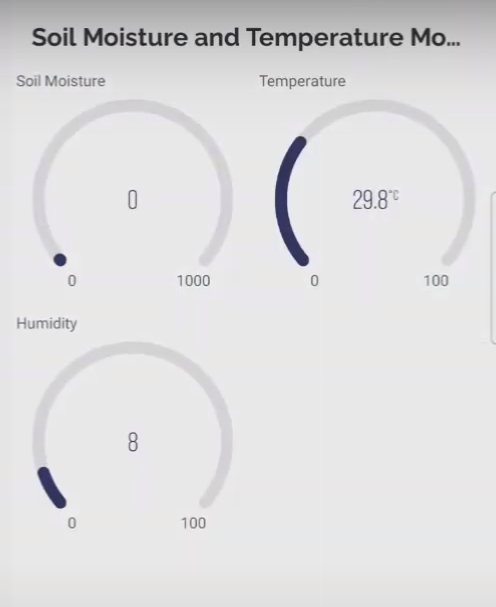 Soil Moisture and Temperature Mo...
Soil Moisture
Temperature
0
29.8°C
0
1000
0
100
Humidity
8
0
100